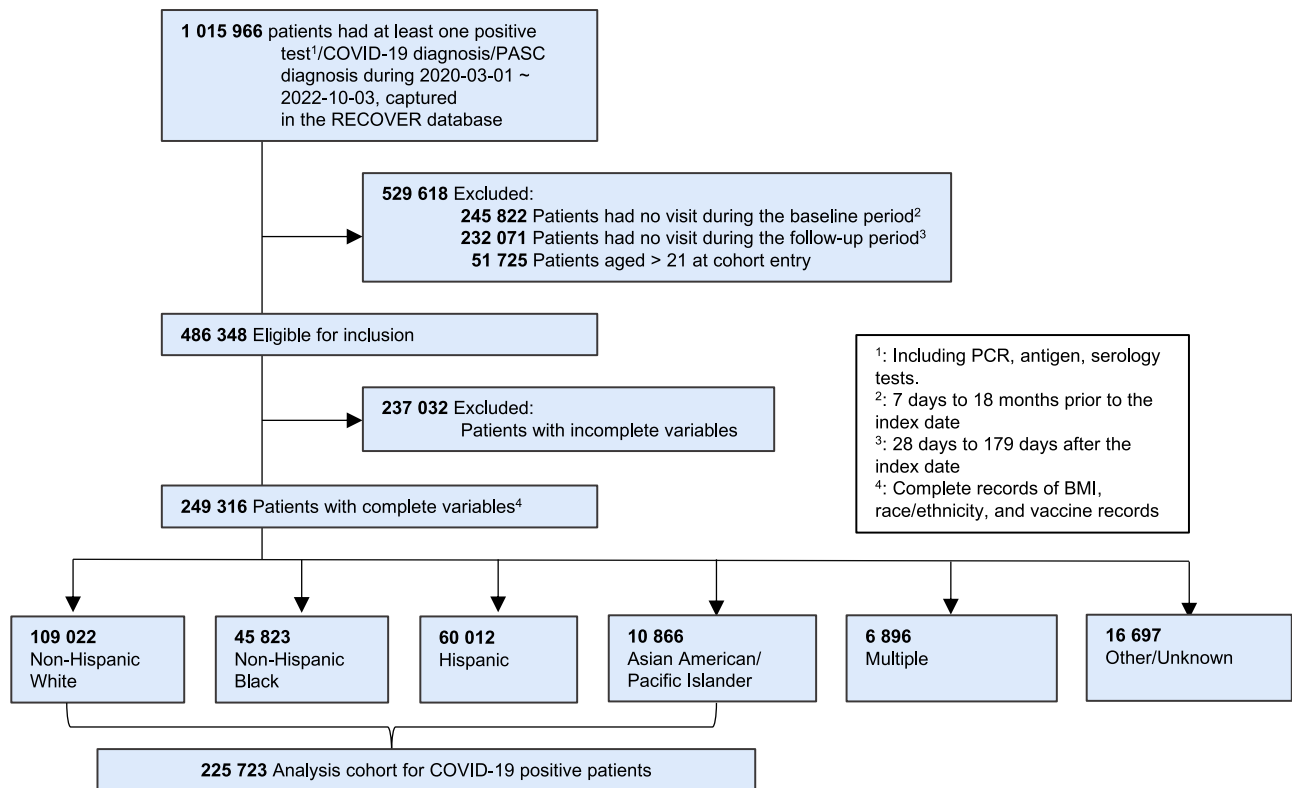 1 015 966 patients had at least one positive
test¹/COVID-19 diagnosis/PASC
diagnosis during 2020-03-01 ~
2022-10-03, captured
in the RECOVER database
529 618 Excluded:
245 822 Patients had no visit during the baseline period²
232 071 Patients had no visit during the follow-up period³
51 725 Patients aged > 21 at cohort entry
486 348 Eligible for inclusion
237 032 Excluded:
Patients with incomplete variables
249 316 Patients with complete variables⁴
¹: Including PCR, antigen, serology
tests.
²: 7 days to 18 months prior to the
index date
³: 28 days to 179 days after the
index date
⁴: Complete records of BMI,
race/ethnicity, and vaccine records
109 022
Non-Hispanic
White
45 823
Non-Hispanic
Black
60 012
Hispanic
10 866
Asian American/
Pacific Islander
6 896
Multiple
16 697
Other/Unknown
225 723 Analysis cohort for COVID-19 positive patients